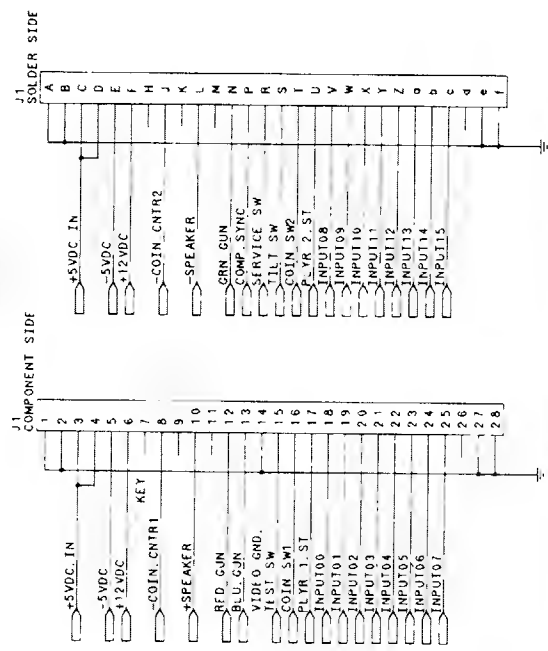 J1
SOLDER SIDE
A
B
C
D
E
F
H
J
K
L
M
N
P
R
S
T
U
V
W
X
Y
Z
a
b
c
d
e
f
+5VDC.IN
-5VDC
+12VDC
-COIN.CNTR2
-SPEAKER
GRN.GUN
COMP.SYNC
SERVICE SW
TILT SW
COIN SW2
PLYR 2.ST
INPUT08
INPUT09
INPUT10
INPUT11
INPUT12
INPUT13
INPUT14
INPUT15
J1
COMPONENT SIDE
1
2
3
4
5
6
7
8
9
10
11
12
13
14
15
16
17
18
19
20
21
22
23
24
25
26
27
28
+5VDC.IN
-5VDC
+12VDC
KEY
-COIN.CNTR1
+SPEAKER
RED.GUN
BLU.GUN
VIDEO GND.
TEST SW
COIN SW1
PLYR 1.ST
INPUT00
INPUT01
INPUT02
INPUT03
INPUT04
INPUT05
INPUT06
INPUT07